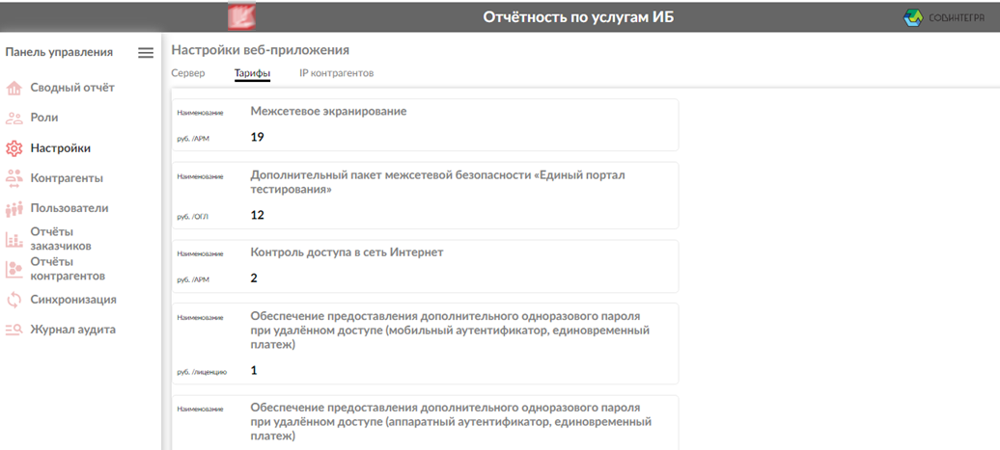 Отчётность по услугам ИБ
СОВИНТЕГРА
Панель управления
Сводный отчёт
Роли
Настройки
Контрагенты
Пользователи
Отчёты
заказчиков
Отчёты
контрагентов
Синхронизация
Журнал аудита
Настройки веб-приложения
Сервер Тарифы IP контрагентов
Наименование Межсетевое экранирование
руб. /АРМ 19
Наименование Дополнительный пакет межсетевой безопасности «Единый портал
тестирования»
руб. /ОГЛ 12
Наименование Контроль доступа в сеть Интернет
руб. /АРМ 2
Наименование Обеспечение предоставления дополнительного одноразового пароля
при удалённом доступе (мобильный аутентификатор, единовременный
платеж)
руб. /лицензию 1
Наименование Обеспечение предоставления дополнительного одноразового пароля
при удалённом доступе (аппаратный аутентификатор, единовременный
платеж)